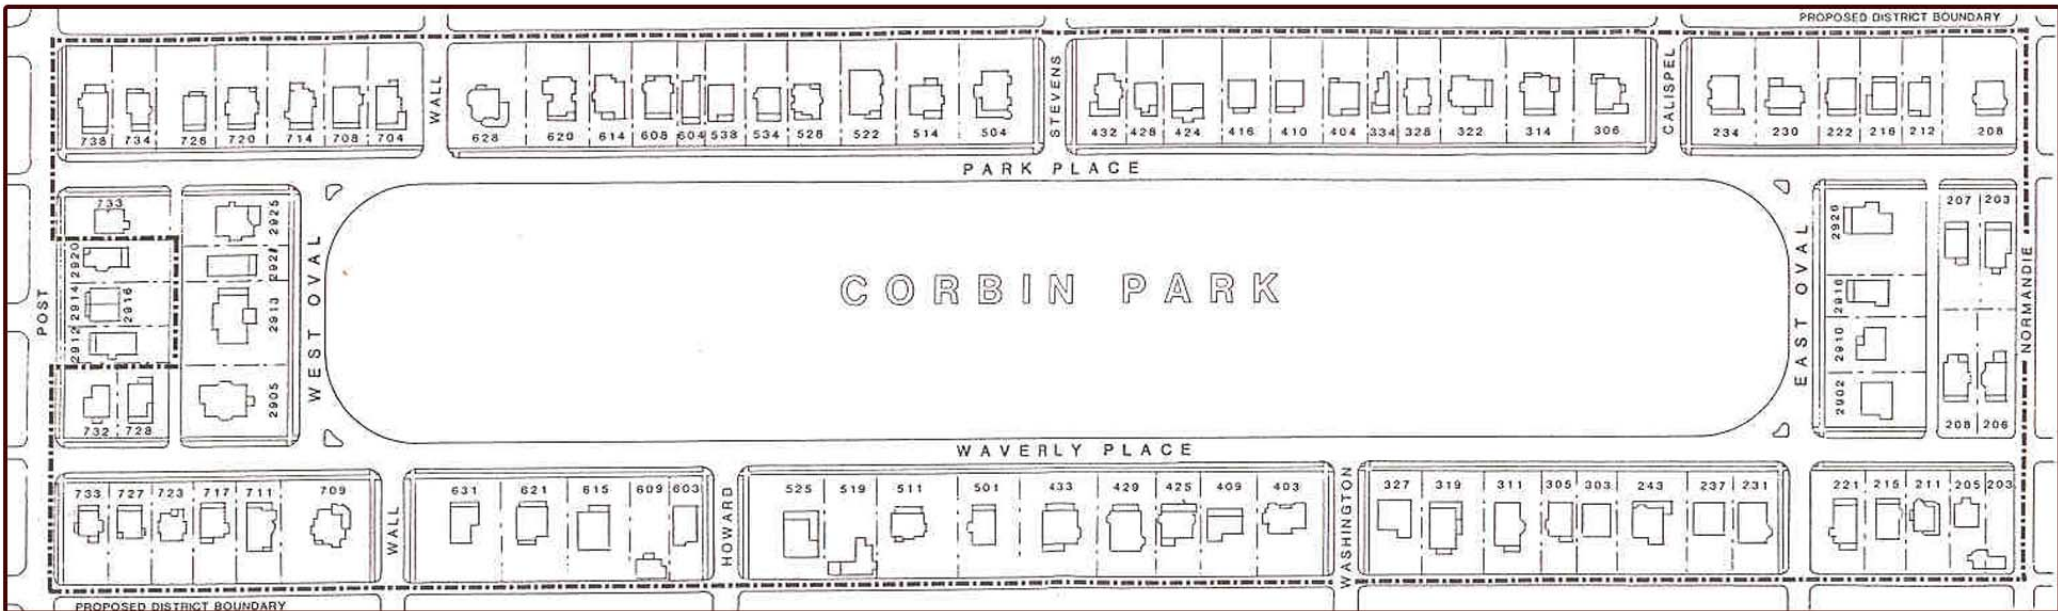 PROPOSED DISTRICT BOUNDARY
738 734 726 720 714 708 704
WALL
628 620 614 608 604 538 534 528 522 514 504
STEVENS
432 428 424 416 410 404 334 328 322 314 306
CALISPEL
234 230 222 216 212 208
PARK PLACE
733
2920
2914
2916
2912
732 728
POST
2925
2921
2913
2905
WEST OVAL
CORBIN PARK
EAST OVAL
2926
2916
2910
2902
207 203
208 206
NORMANDIE
WAVERLY PLACE
733 727 723 717 711 709
WALL
631 621 615 609 603
HOWARD
525 519 511 501 433 429 425 409 403
WASHINGTON
327 319 311 305 303 243 237 231
221 215 211 205 203
PROPOSED DISTRICT BOUNDARY